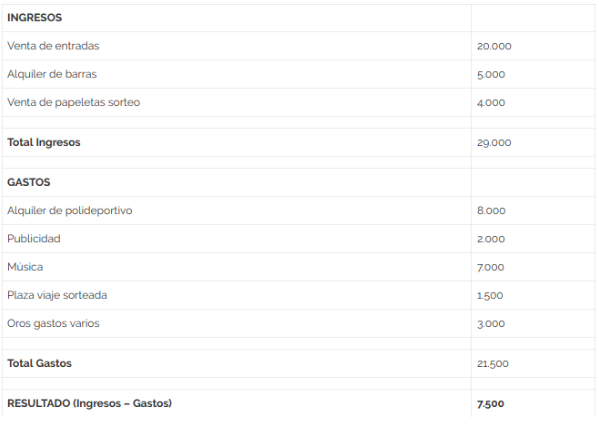 INGRESOS
Venta de entradas 20.000
Alquiler de barras 5.000
Venta de papeletas sorteo 4.000
Total Ingresos 29.000
GASTOS
Alquiler de polideportivo 8.000
Publicidad 2.000
Música 7.000
Plaza viaje sorteada 1.500
Oros gastos varios 3.000
Total Gastos 21.500
RESULTADO (Ingresos – Gastos) 7.500